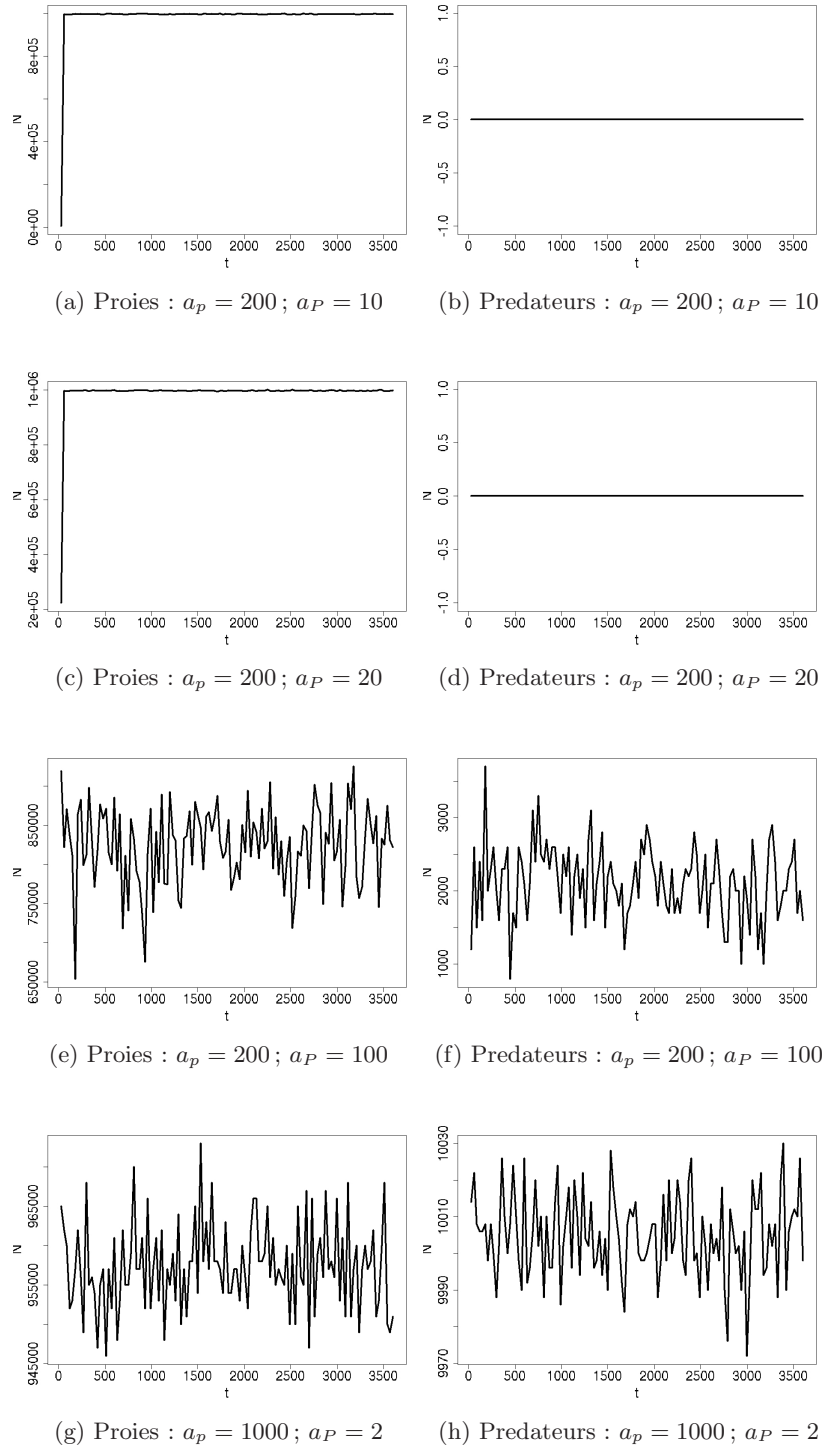 0e+00 4e+05 8e+05
N
0 500 1000 1500 2000 2500 3000 3500
t
-1.0 -0.5 0.0 0.5 1.0
N
0 500 1000 1500 2000 2500 3000 3500
t
(a) Proies : a_p = 200 ; a_P = 10
(b) Predateurs : a_p = 200 ; a_P = 10
2e+05 4e+05 6e+05 8e+05 1e+06
N
0 500 1000 1500 2000 2500 3000 3500
t
-1.0 -0.5 0.0 0.5 1.0
N
0 500 1000 1500 2000 2500 3000 3500
t
(c) Proies : a_p = 200 ; a_P = 20
(d) Predateurs : a_p = 200 ; a_P = 20
650000 750000 850000
N
0 500 1000 1500 2000 2500 3000 3500
t
1000 2000 3000
N
0 500 1000 1500 2000 2500 3000 3500
t
(e) Proies : a_p = 200 ; a_P = 100
(f) Predateurs : a_p = 200 ; a_P = 100
945000 955000 965000
N
0 500 1000 1500 2000 2500 3000 3500
t
9970 9990 10010 10030
N
0 500 1000 1500 2000 2500 3000 3500
t
(g) Proies : a_p = 1000 ; a_P = 2
(h) Predateurs : a_p = 1000 ; a_P = 2